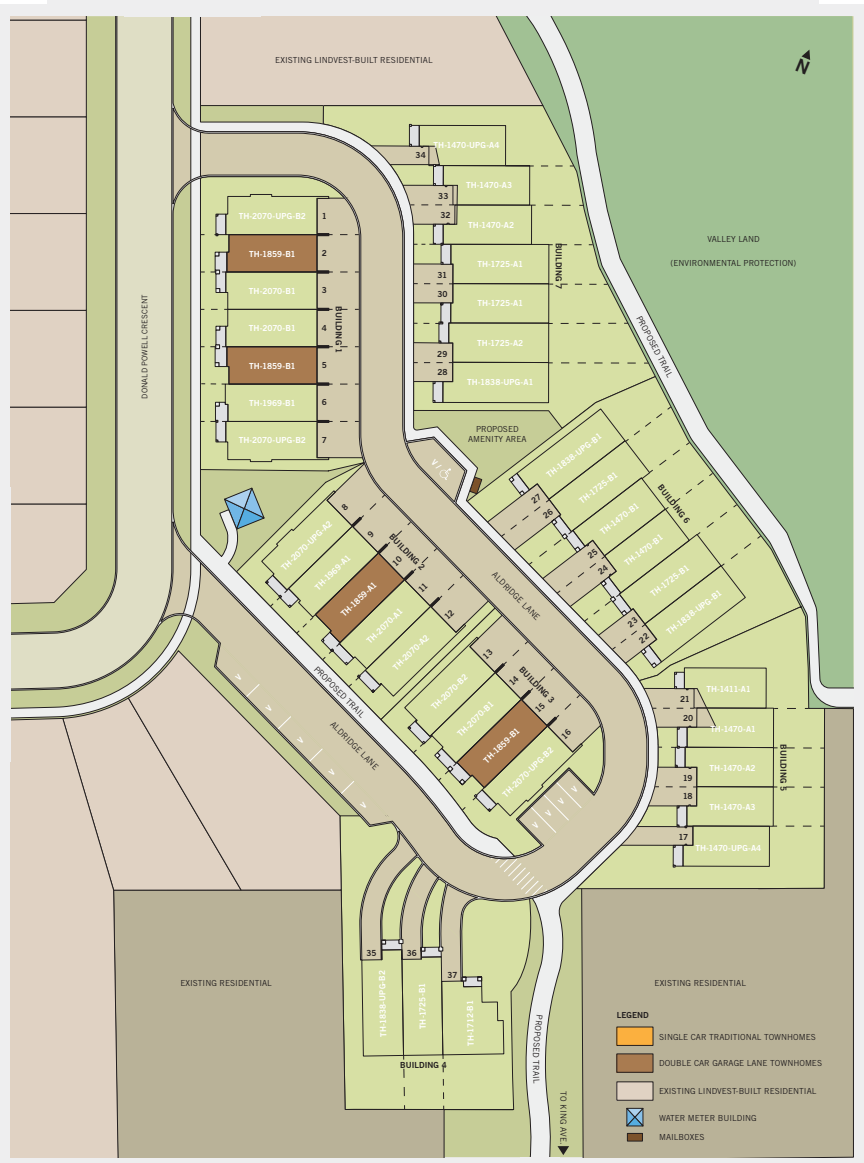 EXISTING LINDVEST-BUILT RESIDENTIAL
N
VALLEY LAND
(ENVIRONMENTAL PROTECTION)
PROPOSED TRAIL
DONALD POWELL CRESCENT
TH-2070-UPG-B2 1
TH-1859-B1 2
TH-2070-B1 3
TH-2070-B1 4
TH-1859-B1 5
TH-1969-B1 6
TH-2070-UPG-B2 7
BUILDING 1
34 TH-1470-UPG-A4
33 TH-1470-A3
32 TH-1470-A2
31 TH-1725-A1
30 TH-1725-A1
29 TH-1725-A2
28 TH-1838-UPG-A1
BUILDING 7
PROPOSED
AMENITY AREA
27 TH-1838-UPG-B1
26 TH-1725-B1
25 TH-1470-B1
24 TH-1470-B1
23 TH-1725-B1
22 TH-1838-UPG-B1
BUILDING 6
V
8 TH-2070-UPG-A2
9 TH-1969-A1
10 TH-1859-A1
11 TH-2070-A1
12 TH-2070-A2
BUILDING 2
ALDRIDGE LANE
13 TH-2070-B2
14 TH-2070-B1
15 TH-1859-B1
16 TH-2070-UPG-B2
BUILDING 3
PROPOSED TRAIL
ALDRIDGE LANE
V
V
V
V
V
V
V
V
21 TH-1411-A1
20 TH-1470-A1
19 TH-1470-A2
18 TH-1470-A3
17 TH-1470-UPG-A4
BUILDING 5
35 TH-1838-UPG-B2
36 TH-1725-B1
37 TH-1712-B1
BUILDING 4
EXISTING RESIDENTIAL
EXISTING RESIDENTIAL
PROPOSED TRAIL
TO KING AVE.
LEGEND
SINGLE CAR TRADITIONAL TOWNHOMES
DOUBLE CAR GARAGE LANE TOWNHOMES
EXISTING LINDVEST-BUILT RESIDENTIAL
WATER METER BUILDING
MAILBOXES